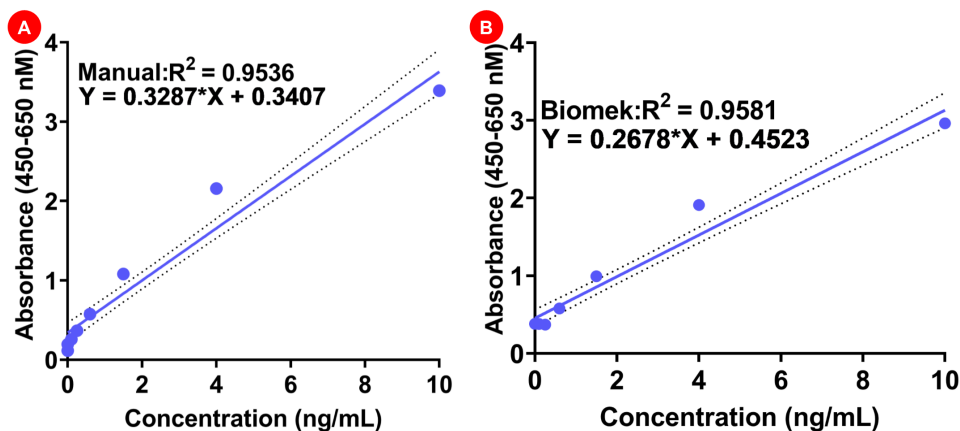 A
Absorbance (450-650 nM)
4
3
2
1
0
Manual:R² = 0.9536
Y = 0.3287*X + 0.3407
0 2 4 6 8 10
Concentration (ng/mL)
B
Absorbance (450-650 nM)
4
3
2
1
0
Biomek:R² = 0.9581
Y = 0.2678*X + 0.4523
0 2 4 6 8 10
Concentration (ng/mL)